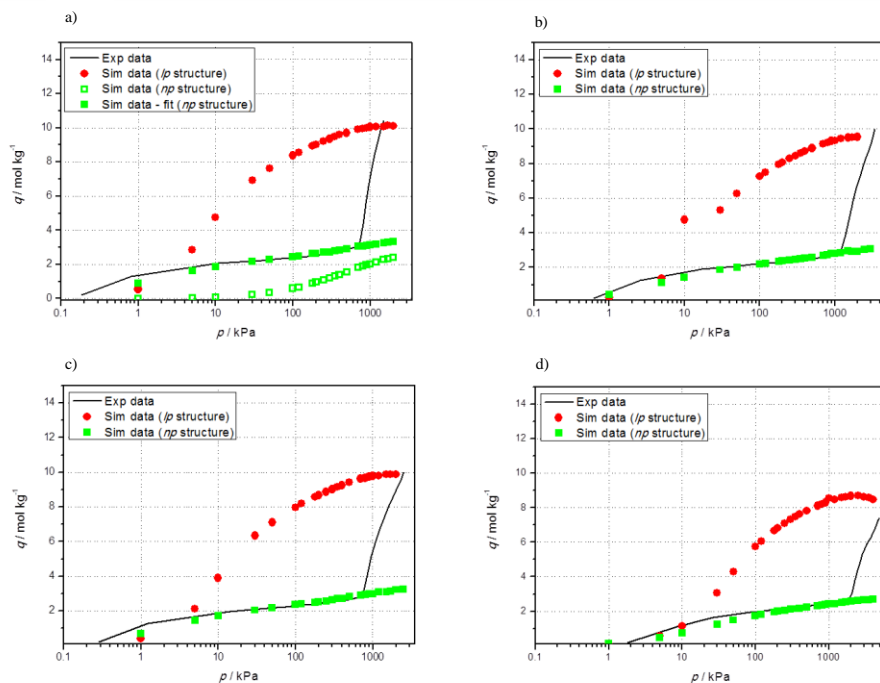 a)
14
12
10
8
6
4
2
0
q / mol kg⁻¹
Exp data
Sim data (lp structure)
Sim data (np structure)
Sim data - fit (np structure)
0.1 1 10 100 1000
p / kPa
b)
14
12
10
8
6
4
2
q / mol kg⁻¹
Exp data
Sim data (lp structure)
Sim data (np structure)
0.1 1 10 100 1000
p / kPa
c)
14
12
10
8
6
4
2
q / mol kg⁻¹
Exp data
Sim data (lp structure)
Sim data (np structure)
0.1 1 10 100 1000
p / kPa
d)
14
12
10
8
6
4
2
q / mol kg⁻¹
Exp data
Sim data (lp structure)
Sim data (np structure)
0.1 1 10 100 1000
p / kPa